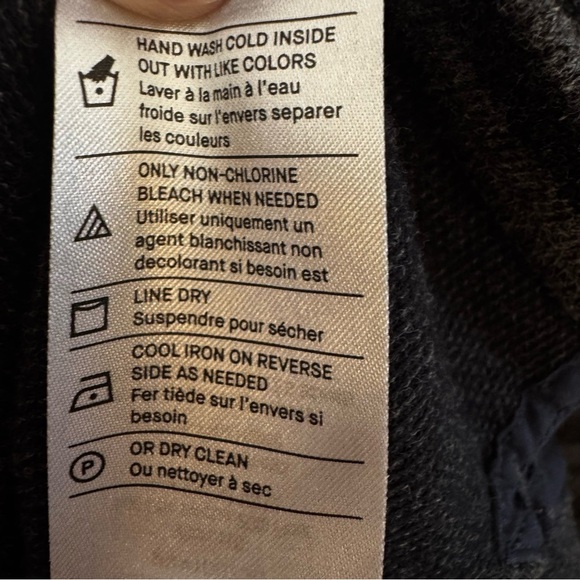 HAND WASH COLD INSIDE
OUT WITH LIKE COLORS
Laver à la main à l'eau
froide sur l'envers separer
les couleurs
ONLY NON-CHLORINE
BLEACH WHEN NEEDED
Utiliser uniquement un
agent blanchissant non
decolorant si besoin est
LINE DRY
Suspendre pour sécher
COOL IRON ON REVERSE
SIDE AS NEEDED
Fer tiède sur l'envers si
besoin
P
OR DRY CLEAN
Ou nettoyer à sec